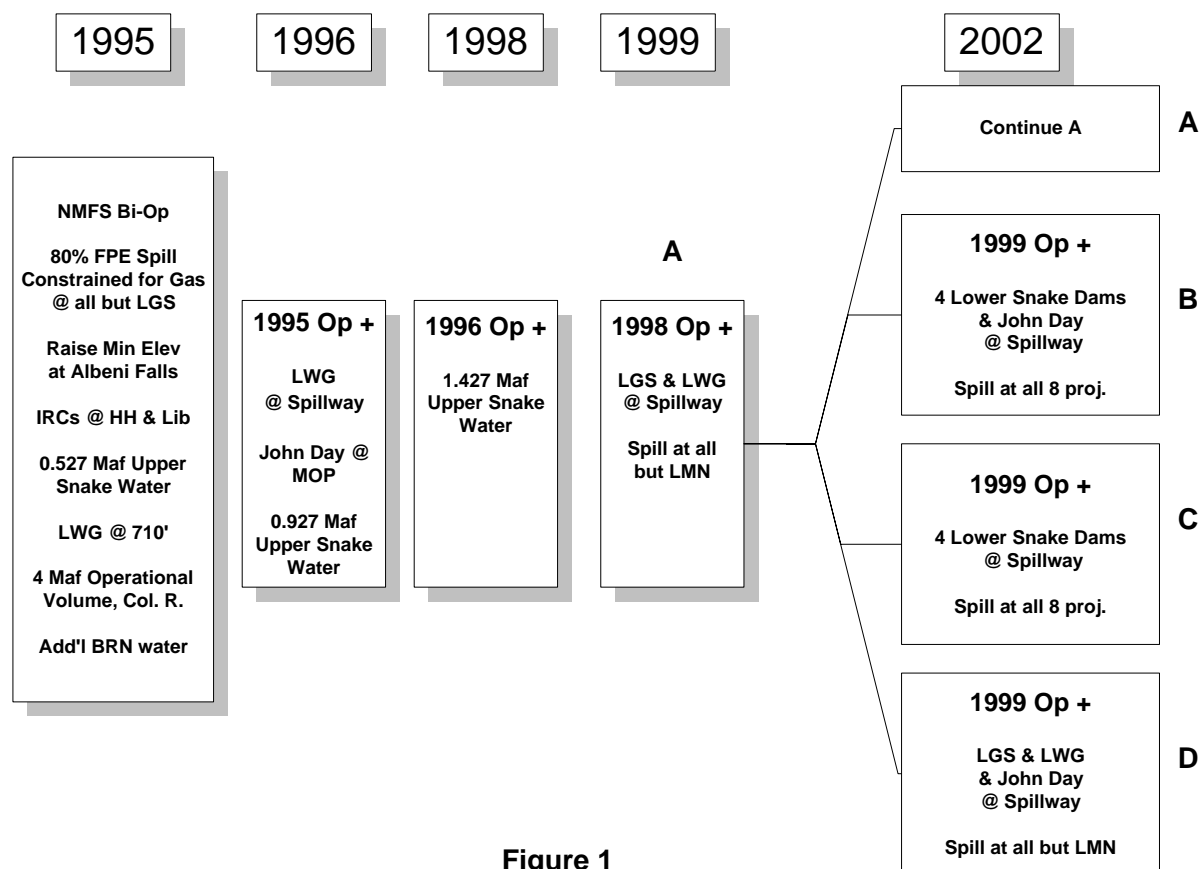 1995
1996
1998
1999
2002
NMFS Bi-Op
80% FPE Spill
Constrained for Gas
@ all but LGS
Raise Min Elev
at Albeni Falls
IRCs @ HH & Lib
0.527 Maf Upper
Snake Water
LWG @ 710'
4 Maf Operational
Volume, Col. R.
Add'l BRN water
1995 Op +
LWG
@ Spillway
John Day @
MOP
0.927 Maf
Upper Snake
Water
1996 Op +
1.427 Maf
Upper Snake
Water
A
1998 Op +
LGS & LWG
@ Spillway
Spill at all
but LMN
Continue A
A
1999 Op +
4 Lower Snake Dams
& John Day
@ Spillway
Spill at all 8 proj.
B
1999 Op +
4 Lower Snake Dams
@ Spillway
Spill at all 8 proj.
C
1999 Op +
LGS & LWG
& John Day
@ Spillway
Spill at all but LMN
D
Figure 1